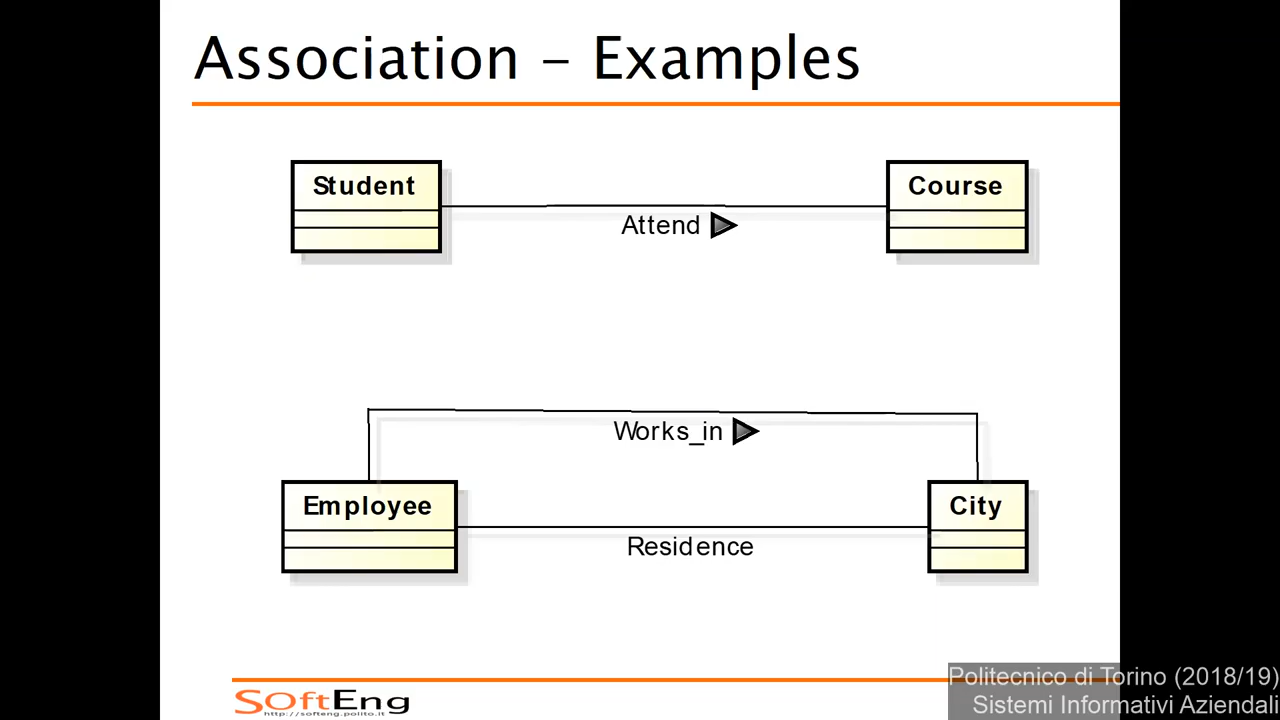 Association – Examples
Student
Course
Attend
Works_in
Employee
City
Residence
SoftEng
http://softeng.polito.it
Politecnico di Torino (2018/19)
Sistemi Informativi Aziendali